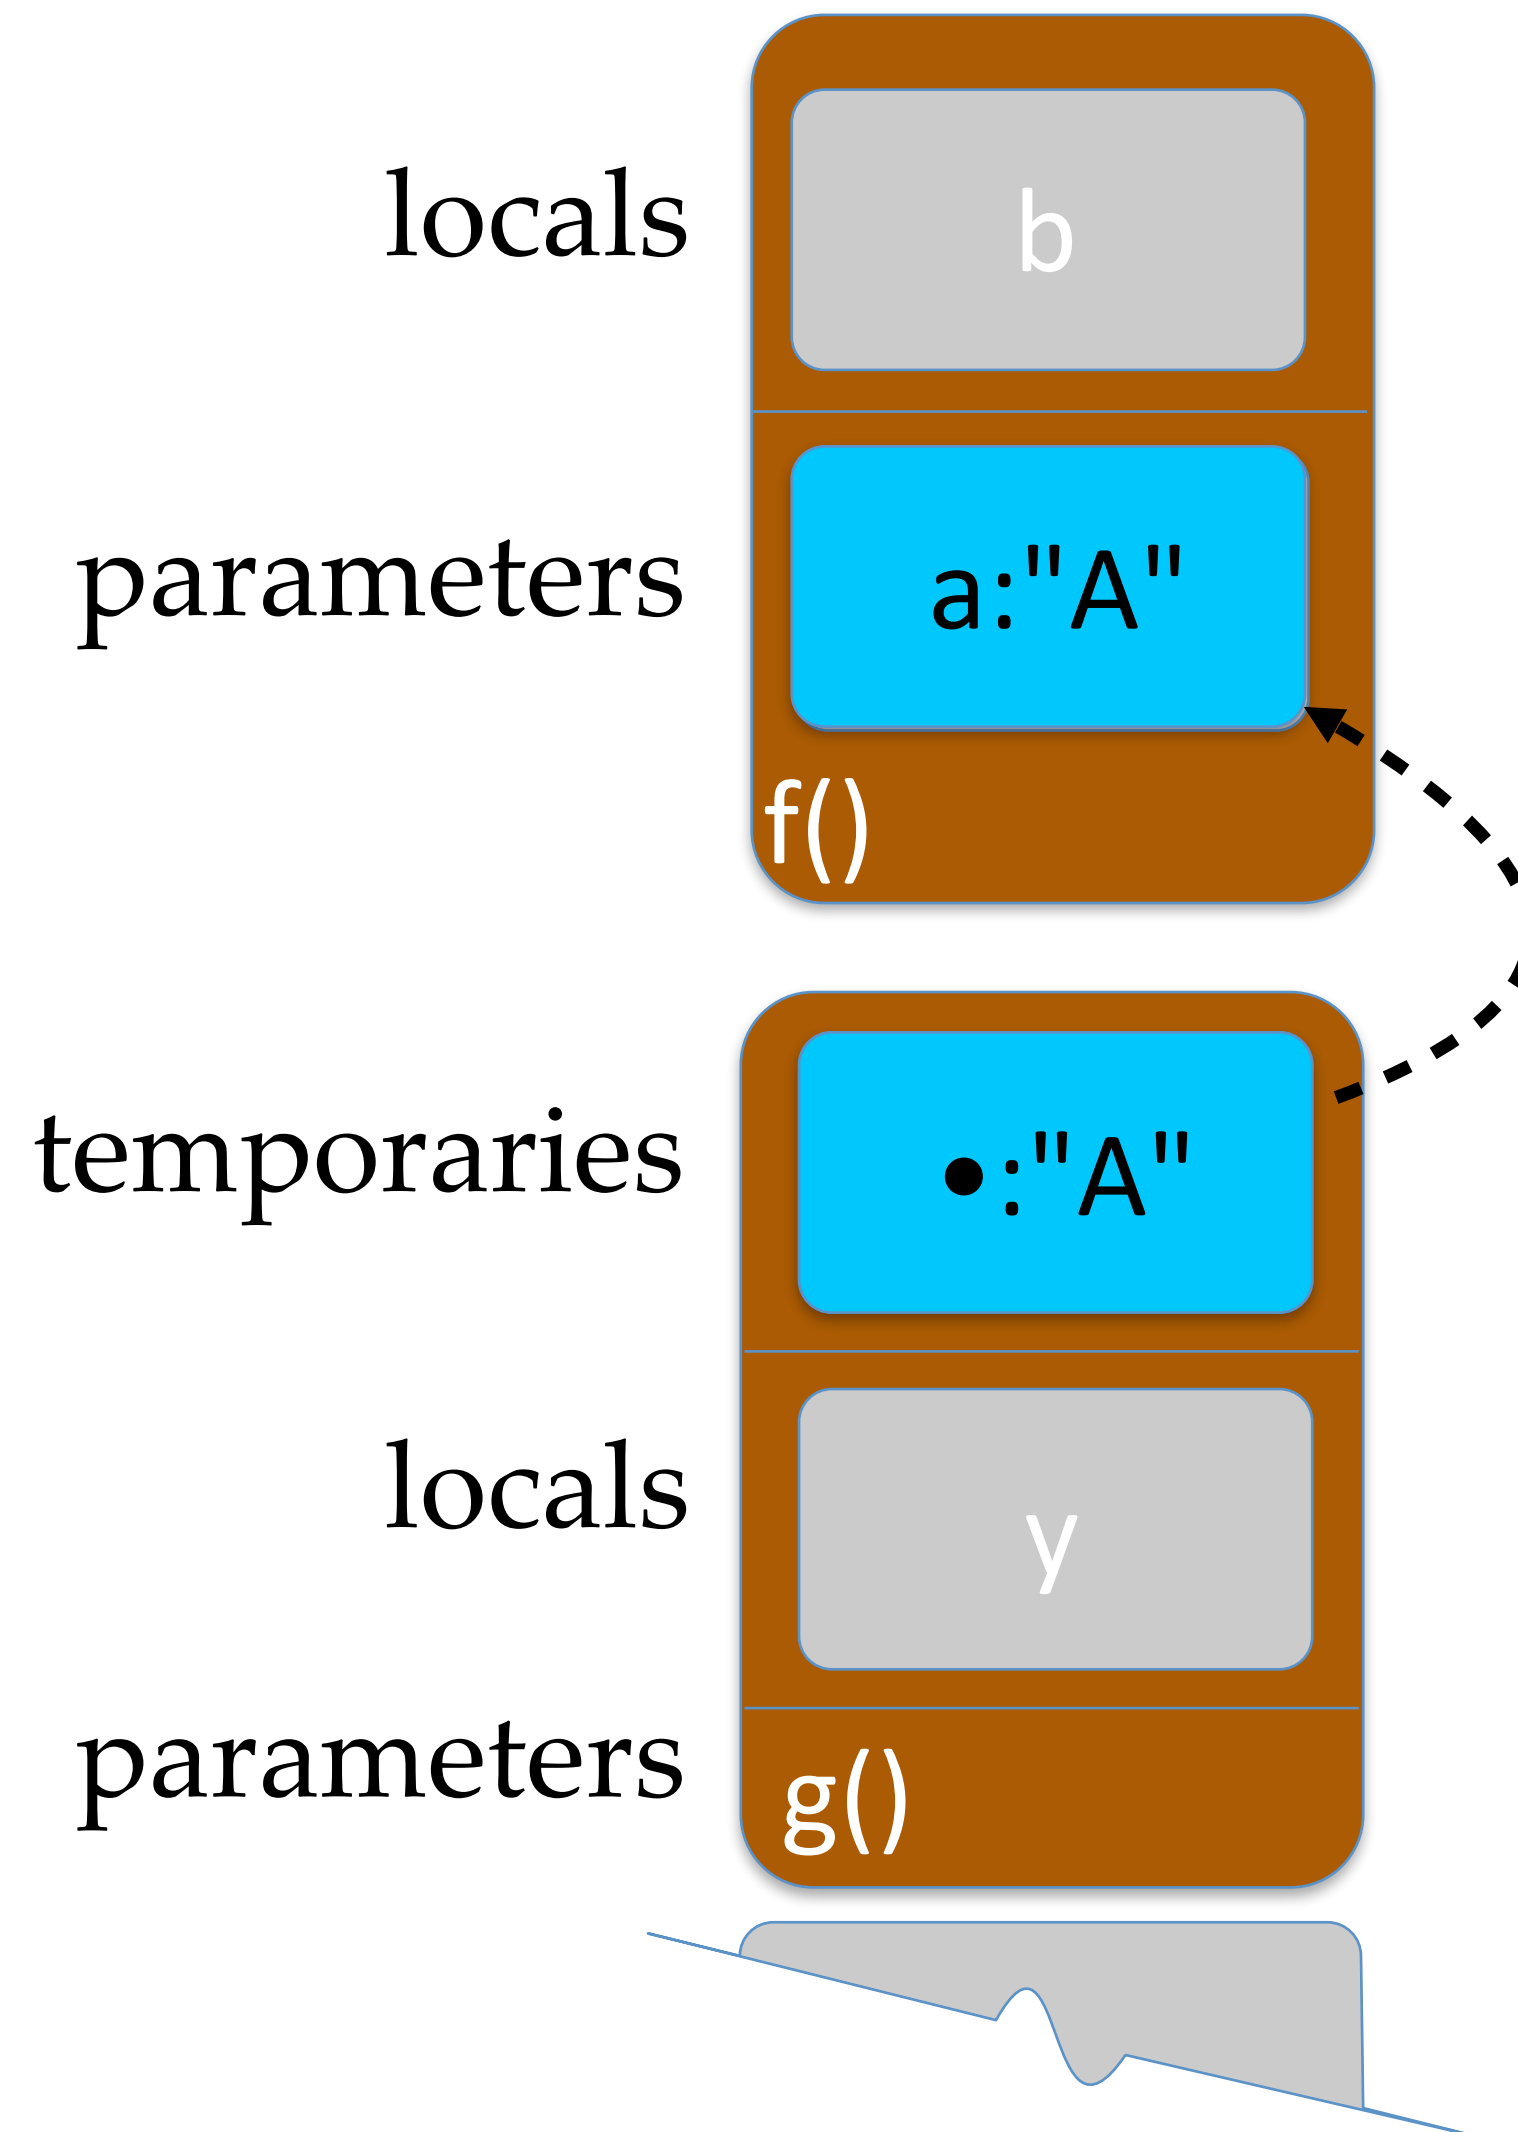 locals
b
parameters
a:"A"
f()
temporaries
•:"A"
locals
y
parameters
g()